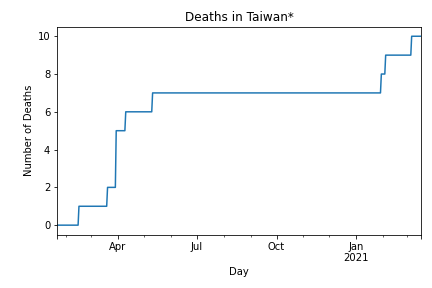 Deaths in Taiwan*
Number of Deaths
10
8
6
4
2
0
Apr
Jul
Oct
Jan
2021
Day